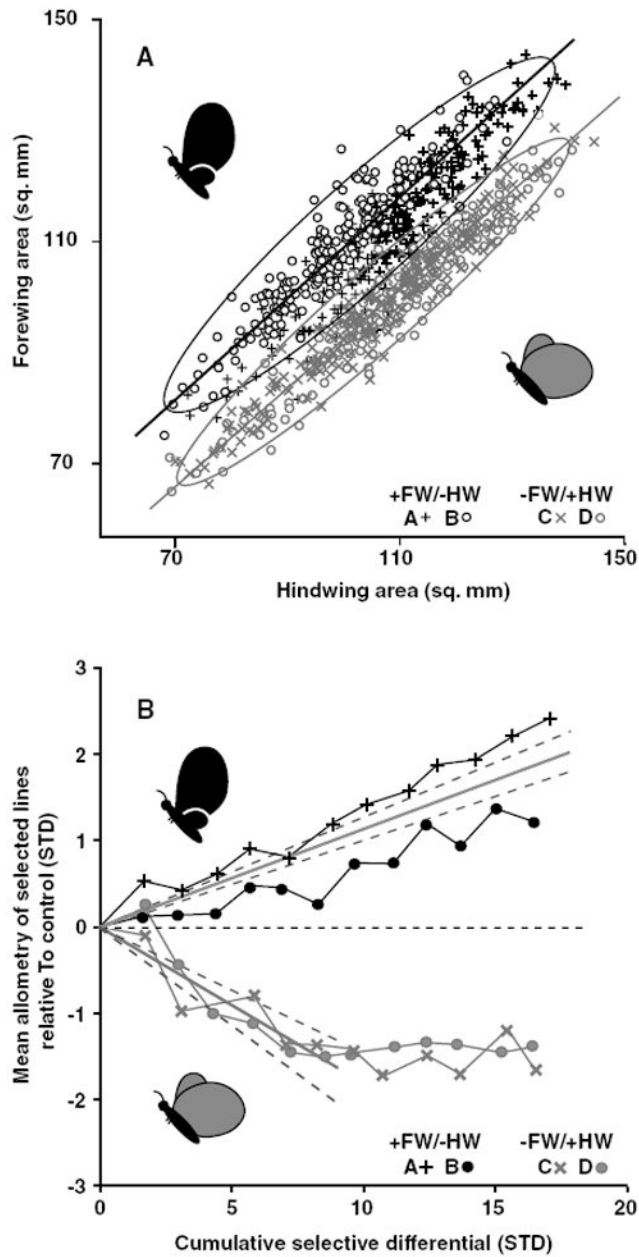 150
A
Forewing area (sq. mm)
110
70
+FW/-HW -FW/+HW
A+ B○ C× D○
70 110 150
Hindwing area (sq. mm)
3
B
2
1
0
-1
-2
-3
Mean allometry of selected lines
relative To control (STD)
+FW/-HW -FW/+HW
A+ B● C× D●
0 5 10 15 20
Cumulative selective differential (STD)